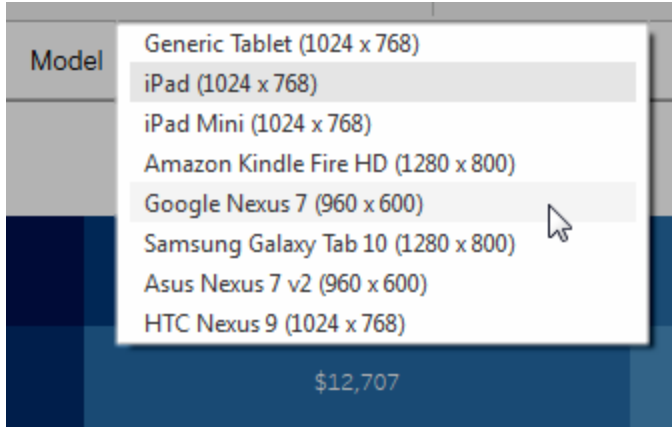 Model
Generic Tablet (1024 x 768)
iPad (1024 x 768)
iPad Mini (1024 x 768)
Amazon Kindle Fire HD (1280 x 800)
Google Nexus 7 (960 x 600)
Samsung Galaxy Tab 10 (1280 x 800)
Asus Nexus 7 v2 (960 x 600)
HTC Nexus 9 (1024 x 768)
$12,707